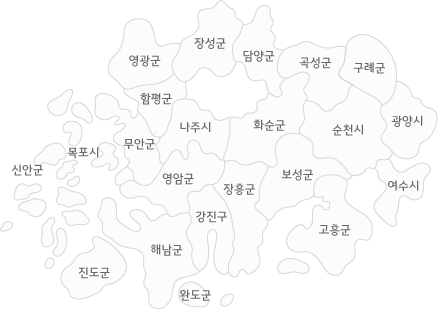 장성군
담양군
영광군
곡성군
구례군
함평군
나주시
화순군
순천시
광양시
무안군
목포시
신안군
영암군
장흥군
보성군
여수시
강진구
고흥군
해남군
진도군
완도군